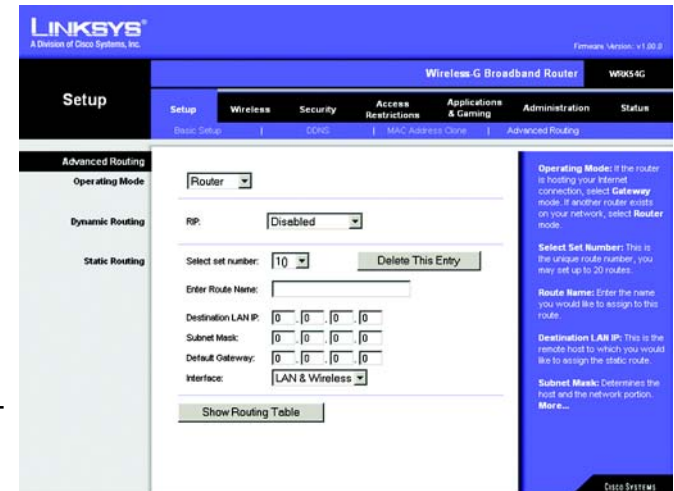 LINKSYS®
A Division of Cisco Systems, Inc.
Firmware Version: v1.00.0
Wireless-G Broadband Router WRK54G
Setup
Setup Wireless Security Access Restrictions Applications & Gaming Administration Status
Basic Setup | DDNS | MAC Address Clone | Advanced Routing
Advanced Routing
Operating Mode
Router
Dynamic Routing
RIP: Disabled
Static Routing
Select set number: 1() Delete This Entry
Enter Route Name:
Destination LAN IP: 0 . 0 . 0 . 0
Subnet Mask: 0 . 0 . 0 . 0
Default Gateway: 0 . 0 . 0 . 0
Interface: LAN & Wireless
Show Routing Table
Operating Mode: If the router
is hosting your Internet
connection, select Gateway
mode. If another router exists
on your network, select Router
mode.
Select Set Number: This is
the unique route number, you
may set up to 20 routes.
Route Name: Enter the name
you would like to assign to this
route.
Destination LAN IP: This is the
remote host to which you would
like to assign the static route.
Subnet Mask: Determines the
host and the network portion.
More...
CISCO SYSTEMS